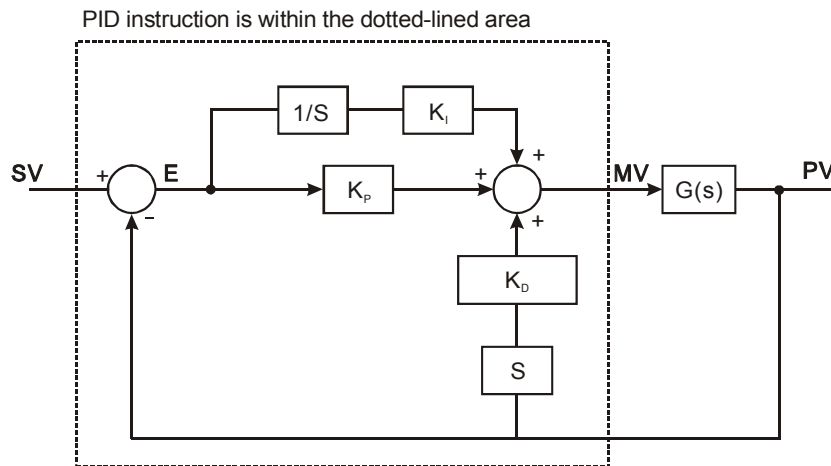 PID instruction is within the dotted-lined area
1/S
K_I
+
SV
+
E
+
K_P
MV
G(s)
PV
−
+
K_D
S